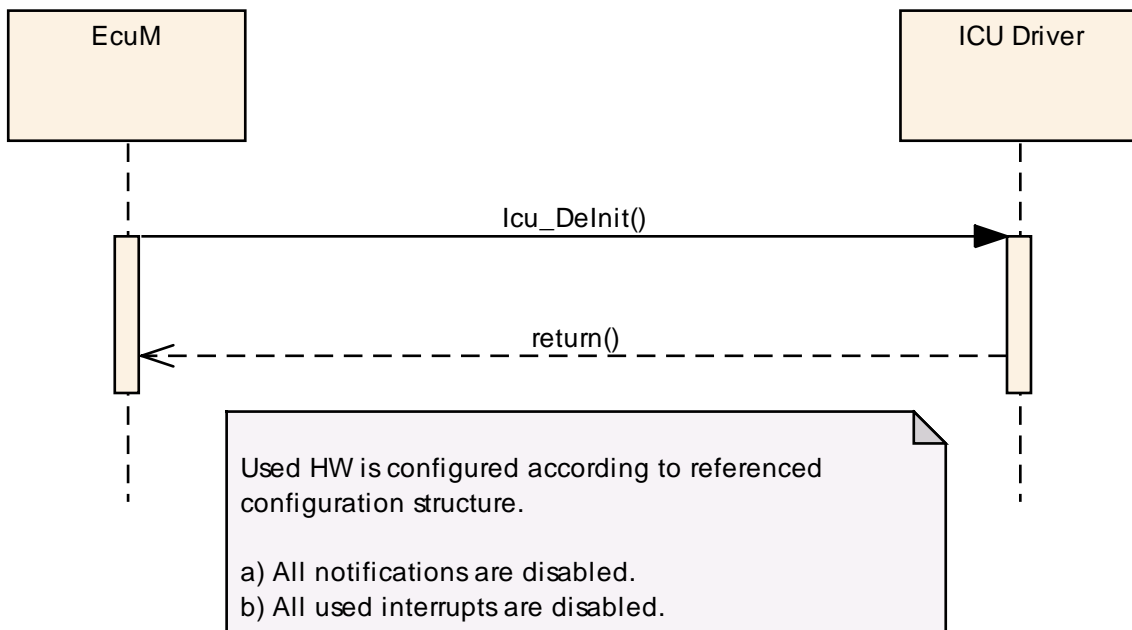 EcuM
ICU Driver
Icu_DeInit()
return()
Used HW is configured according to referenced
configuration structure.
a) All notifications are disabled.
b) All used interrupts are disabled.